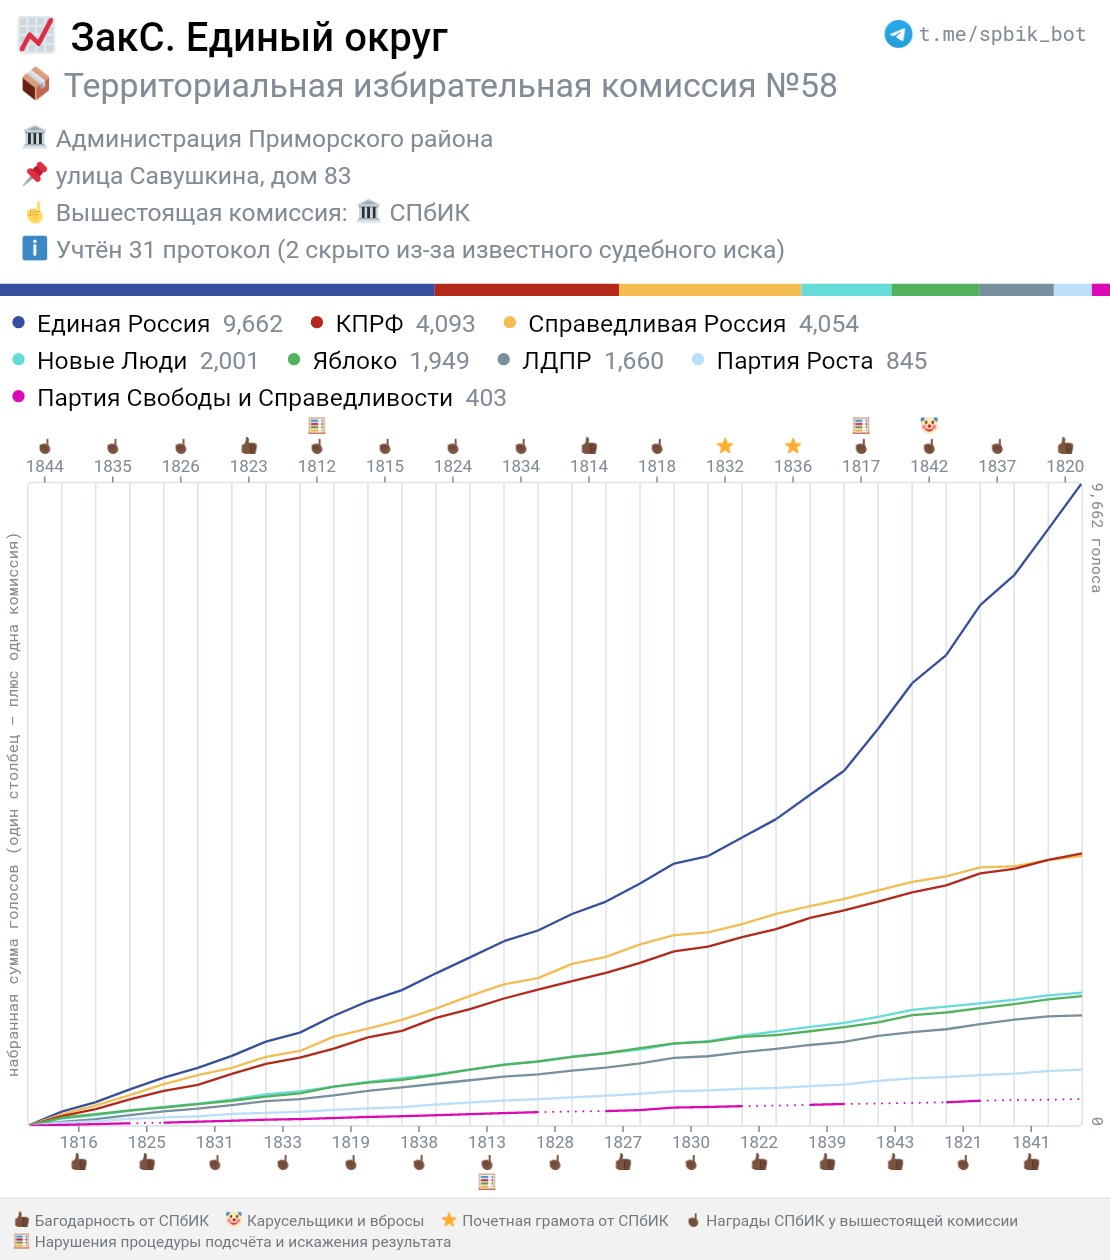 ЗакС. Единый округ
t.me/spbik_bot
Территориальная избирательная комиссия №58
Администрация Приморского района
улица Савушкина, дом 83
Вышестоящая комиссия: СПбИК
Учтён 31 протокол (2 скрыто из-за известного судебного иска)
Единая Россия 9,662 КПРФ 4,093 Справедливая Россия 4,054
Новые Люди 2,001 Яблоко 1,949 ЛДПР 1,660 Партия Роста 845
Партия Свободы и Справедливости 403
1844 1835 1826 1823 1812 1815 1824 1834 1814 1818 1832 1836 1817 1842 1837 1820
набранная сумма голосов (один столбец – плюс одна комиссия)
9,662 голоса
0
1816 1825 1831 1833 1819 1838 1813 1828 1827 1830 1822 1839 1843 1821 1841
Багодарность от СПбИК Карусельщики и вбросы Почетная грамота от СПбИК Награды СПбИК у вышестоящей комиссии
Нарушения процедуры подсчёта и искажения результата